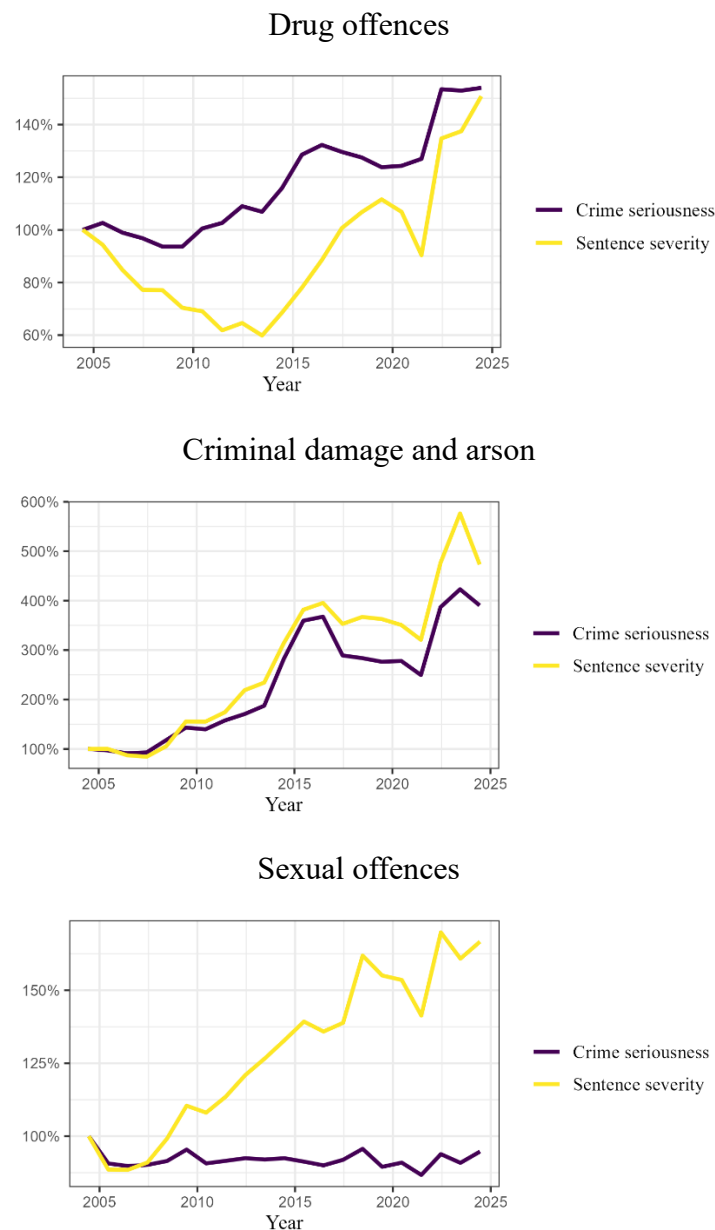 Drug offences
140%
120%
100%
80%
60%
Crime seriousness
Sentence severity
2005 2010 2015 2020 2025
Year
Criminal damage and arson
600%
500%
400%
300%
200%
100%
Crime seriousness
Sentence severity
2005 2010 2015 2020 2025
Year
Sexual offences
150%
125%
100%
Crime seriousness
Sentence severity
2005 2010 2015 2020 2025
Year